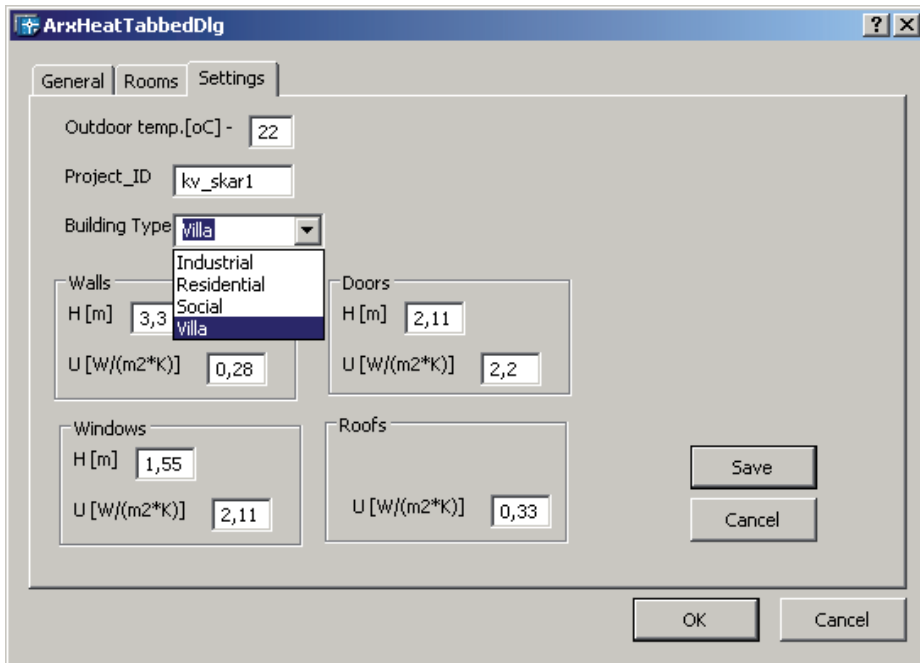 ArxHeatTabbedDlg
General Rooms Settings
Outdoor temp.[oC] - 22
Project_ID kv_skar1
Building Type Villa
Industrial
Residential
Social
Villa
Walls
H [m] 3,3
U [W/(m2*K)] 0,28
Doors
H [m] 2,11
U [W/(m2*K)] 2,2
Windows
H [m] 1,55
U [W/(m2*K)] 2,11
Roofs
U [W/(m2*K)] 0,33
Save
Cancel
OK Cancel